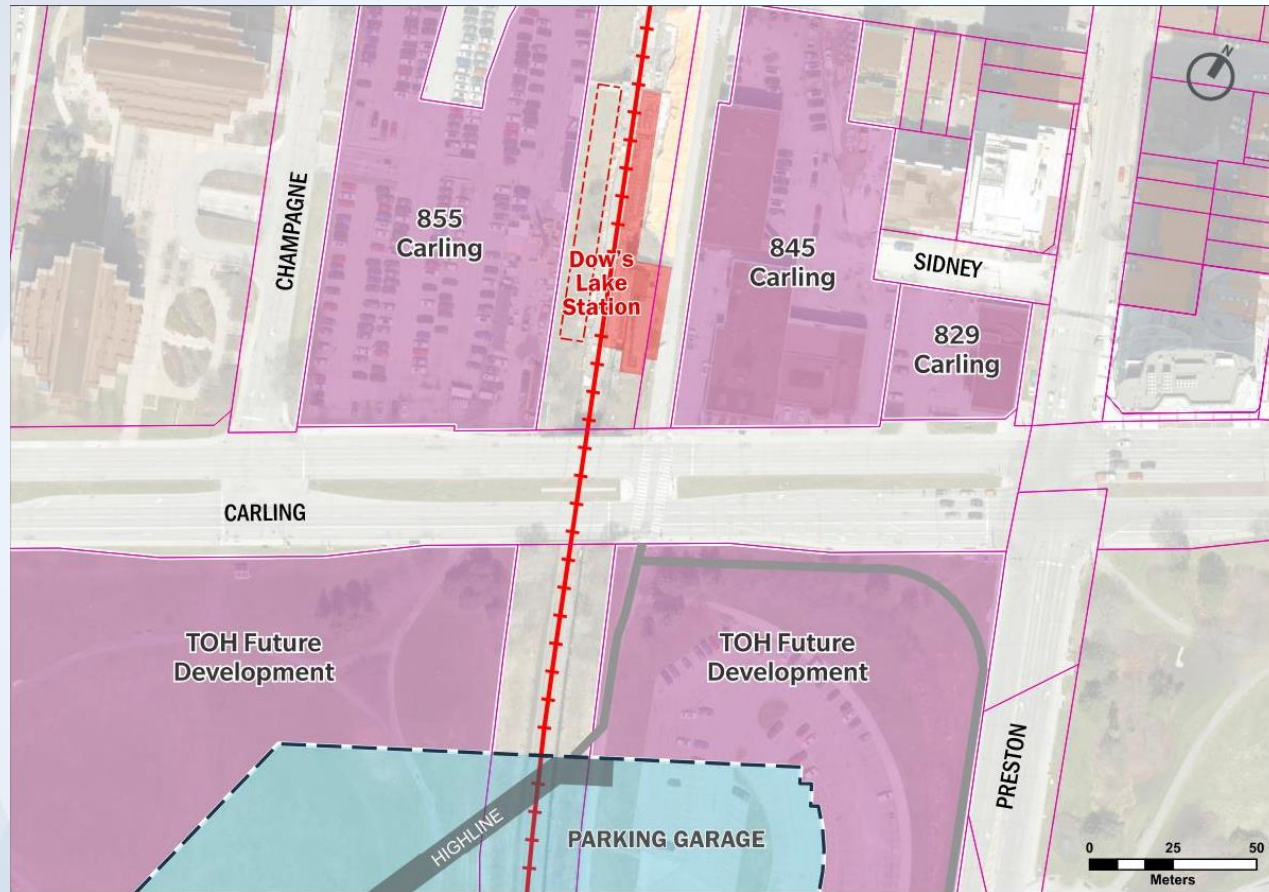 N
855
Carling
CHAMPAGNE
Dow's
Lake
Station
845
Carling
SIDNEY
829
Carling
CARLING
TOH Future
Development
TOH Future
Development
PRESTON
HIGHLINE
PARKING GARAGE
0 25 50
Meters